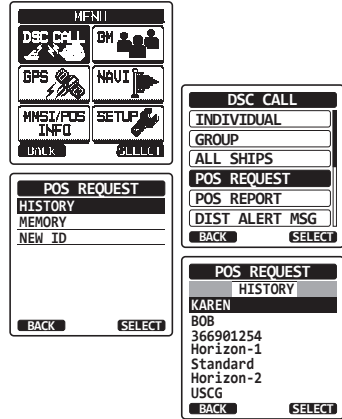 MENU
DSC CALL
GM
GPS
NAVI
MMSI/POS
INFO
SETUP
BACK
SELECT
DSC CALL
INDIVIDUAL
GROUP
ALL SHIPS
POS REQUEST
POS REPORT
DIST ALERT MSG
BACK
SELECT
POS REQUEST
HISTORY
MEMORY
NEW ID
BACK
SELECT
POS REQUEST
HISTORY
KAREN
BOB
366901254
Horizon-1
Standard
Horizon-2
USCG
BACK
SELECT